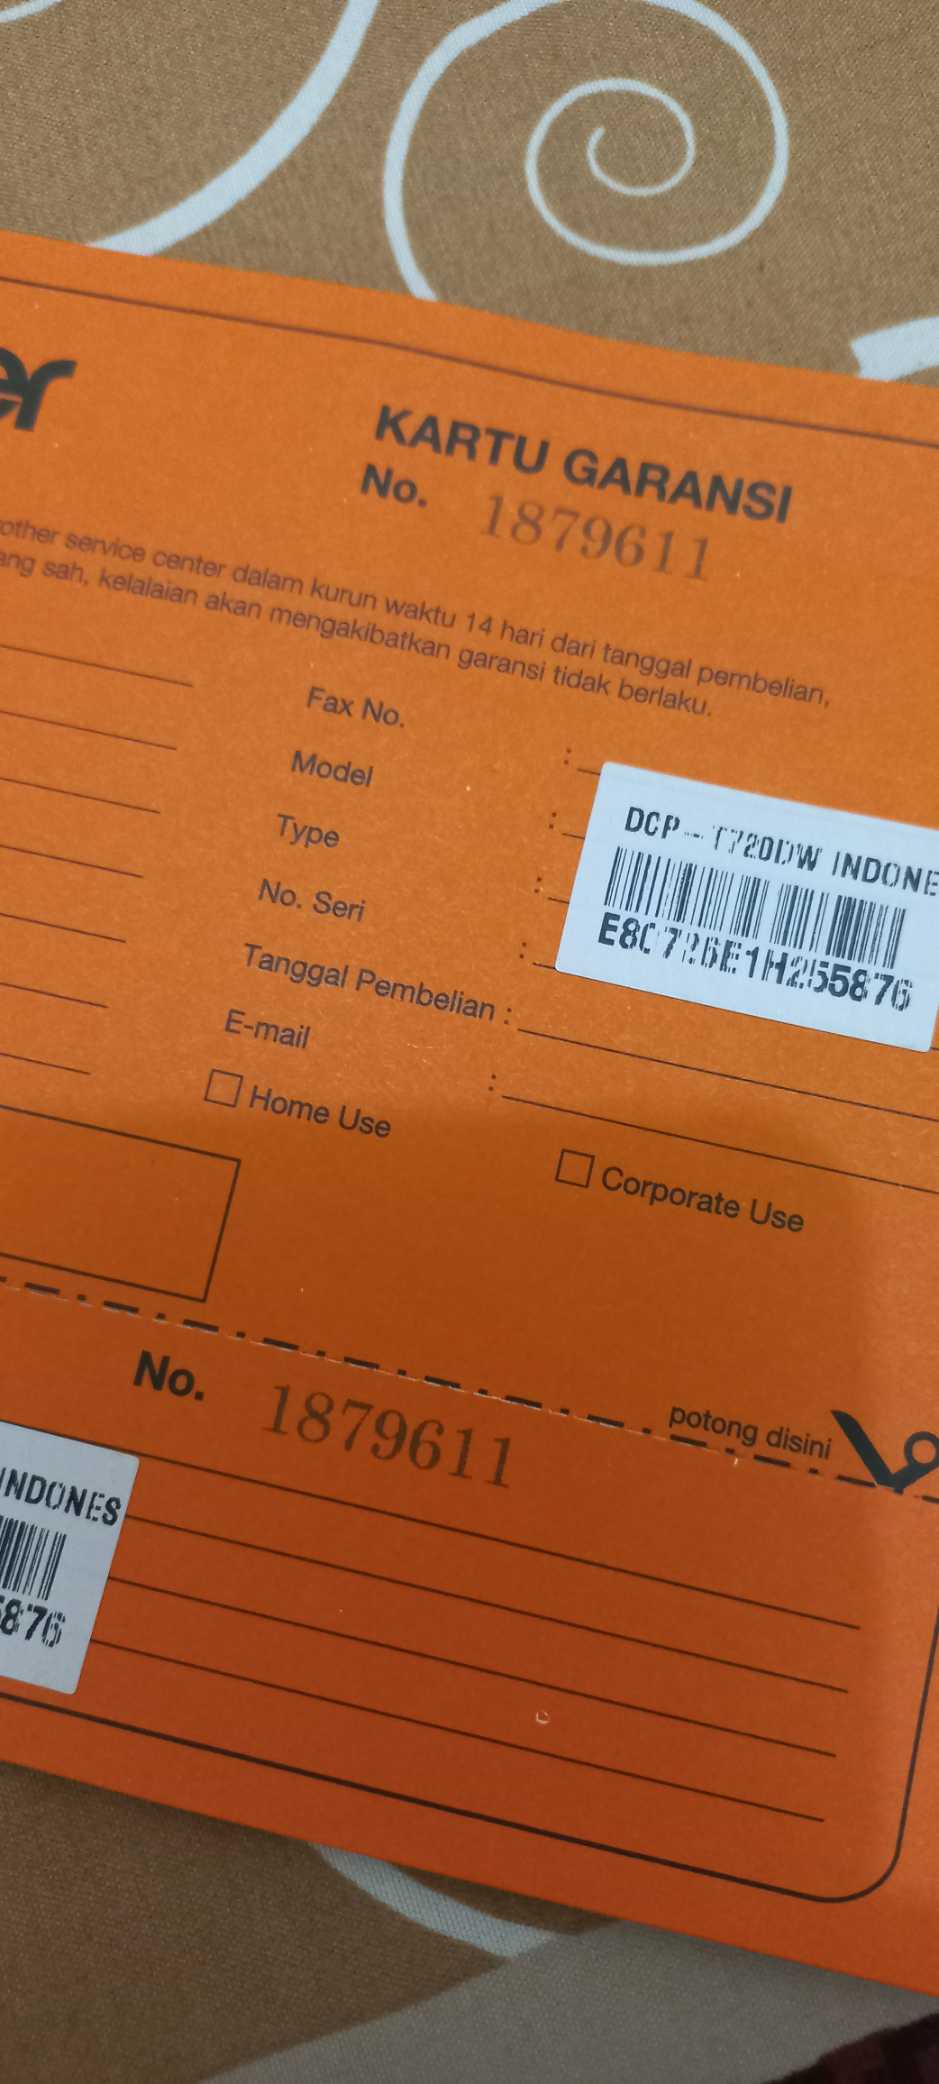 er
KARTU GARANSI
No. 1879611
other service center dalam kurun waktu 14 hari dari tanggal pembelian,
ang sah, kelalaian akan mengakibatkan garansi tidak berlaku.
Fax No. :
Model :
Type :
No. Seri :
DCP-T720DW INDONE
Tanggal Pembelian :
E-mail :
Home Use
Corporate Use
potong disini
No. 1879611
INDONES
5876